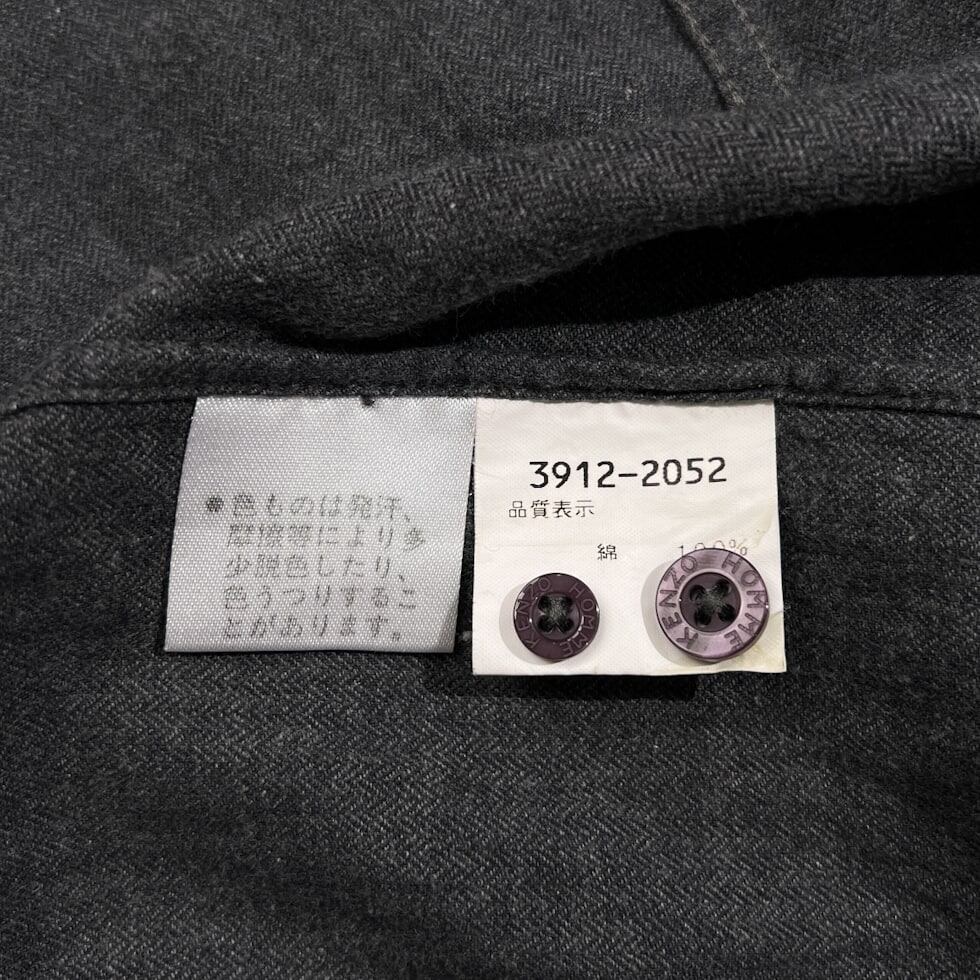 ＊色ものは発汗、
摩擦等により多
少脱色したり、
色うつりするこ
とがあります。
3912-2052
品質表示
綿 100%
KENZO HOMME
KENZO HOMME